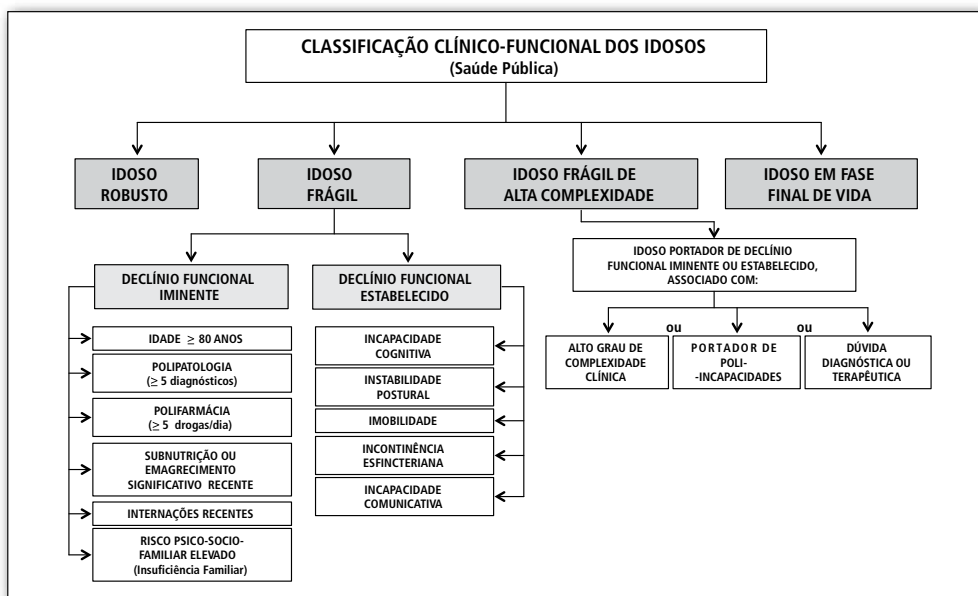 CLASSIFICAÇÃO CLÍNICO-FUNCIONAL DOS IDOSOS
(Saúde Pública)
IDOSO
ROBUSTO
IDOSO
FRÁGIL
IDOSO FRÁGIL DE
ALTA COMPLEXIDADE
IDOSO EM FASE
FINAL DE VIDA
DECLÍNIO FUNCIONAL
IMINENTE
IDADE ≥ 80 ANOS
POLIPATOLOGIA
(≥ 5 diagnósticos)
POLIFARMÁCIA
(≥ 5 drogas/dia)
SUBNUTRIÇÃO OU
EMAGRECIMENTO
SIGNIFICATIVO RECENTE
INTERNAÇÕES RECENTES
RISCO PSICO-SOCIO-
FAMILIAR ELEVADO
(Insuficiência Familiar)
DECLÍNIO FUNCIONAL
ESTABELECIDO
INCAPACIDADE
COGNITIVA
INSTABILIDADE
POSTURAL
IMOBILIDADE
INCONTINÊNCIA
ESFINCTERIANA
INCAPACIDADE
COMUNICATIVA
IDOSO PORTADOR DE DECLÍNIO
FUNCIONAL IMINENTE OU ESTABELECIDO,
ASSOCIADO COM:
ALTO GRAU DE
COMPLEXIDADE
CLÍNICA
ou
PORTADOR DE
POLI-
-INCAPACIDADES
ou
DÚVIDA
DIAGNÓSTICA OU
TERAPÊUTICA